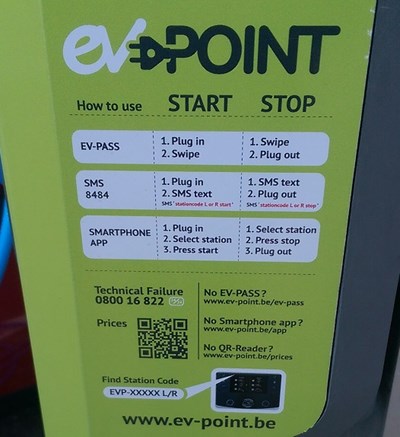 ev POINT
How to use START STOP
EV-PASS
1. Plug in
2. Swipe
1. Swipe
2. Plug out
SMS
8484
1. Plug in
2. SMS text
SMS 'stationcode L or R start'
1. SMS text
2. Plug out
SMS 'stationcode L or R stop'
SMARTPHONE
APP
1. Plug in
2. Select station
3. Press start
1. Select station
2. Press stop
3. Plug out
Technical Failure
0800 16 822
Prices
No EV-PASS?
www.ev-point.be/ev-pass
No Smartphone app?
www.ev-point.be/app
No QR-Reader?
www.ev-point.be/prices
Find Station Code
EVP-XXXXX L/R
www.ev-point.be